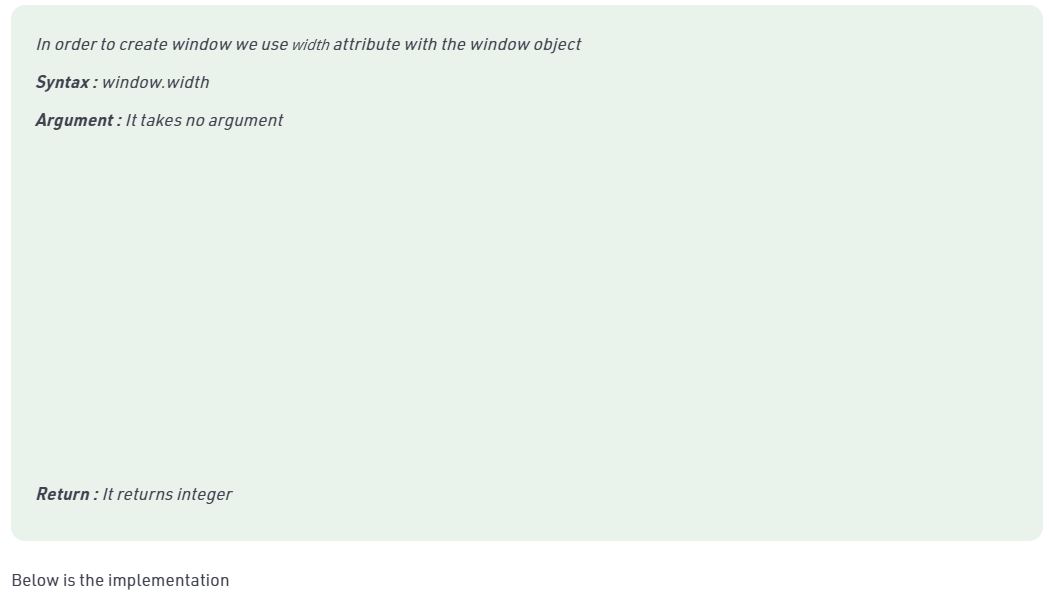 In order to create window we use width attribute with the window object
Syntax : window.width
Argument : It takes no argument
Return : It returns integer
Below is the implementation